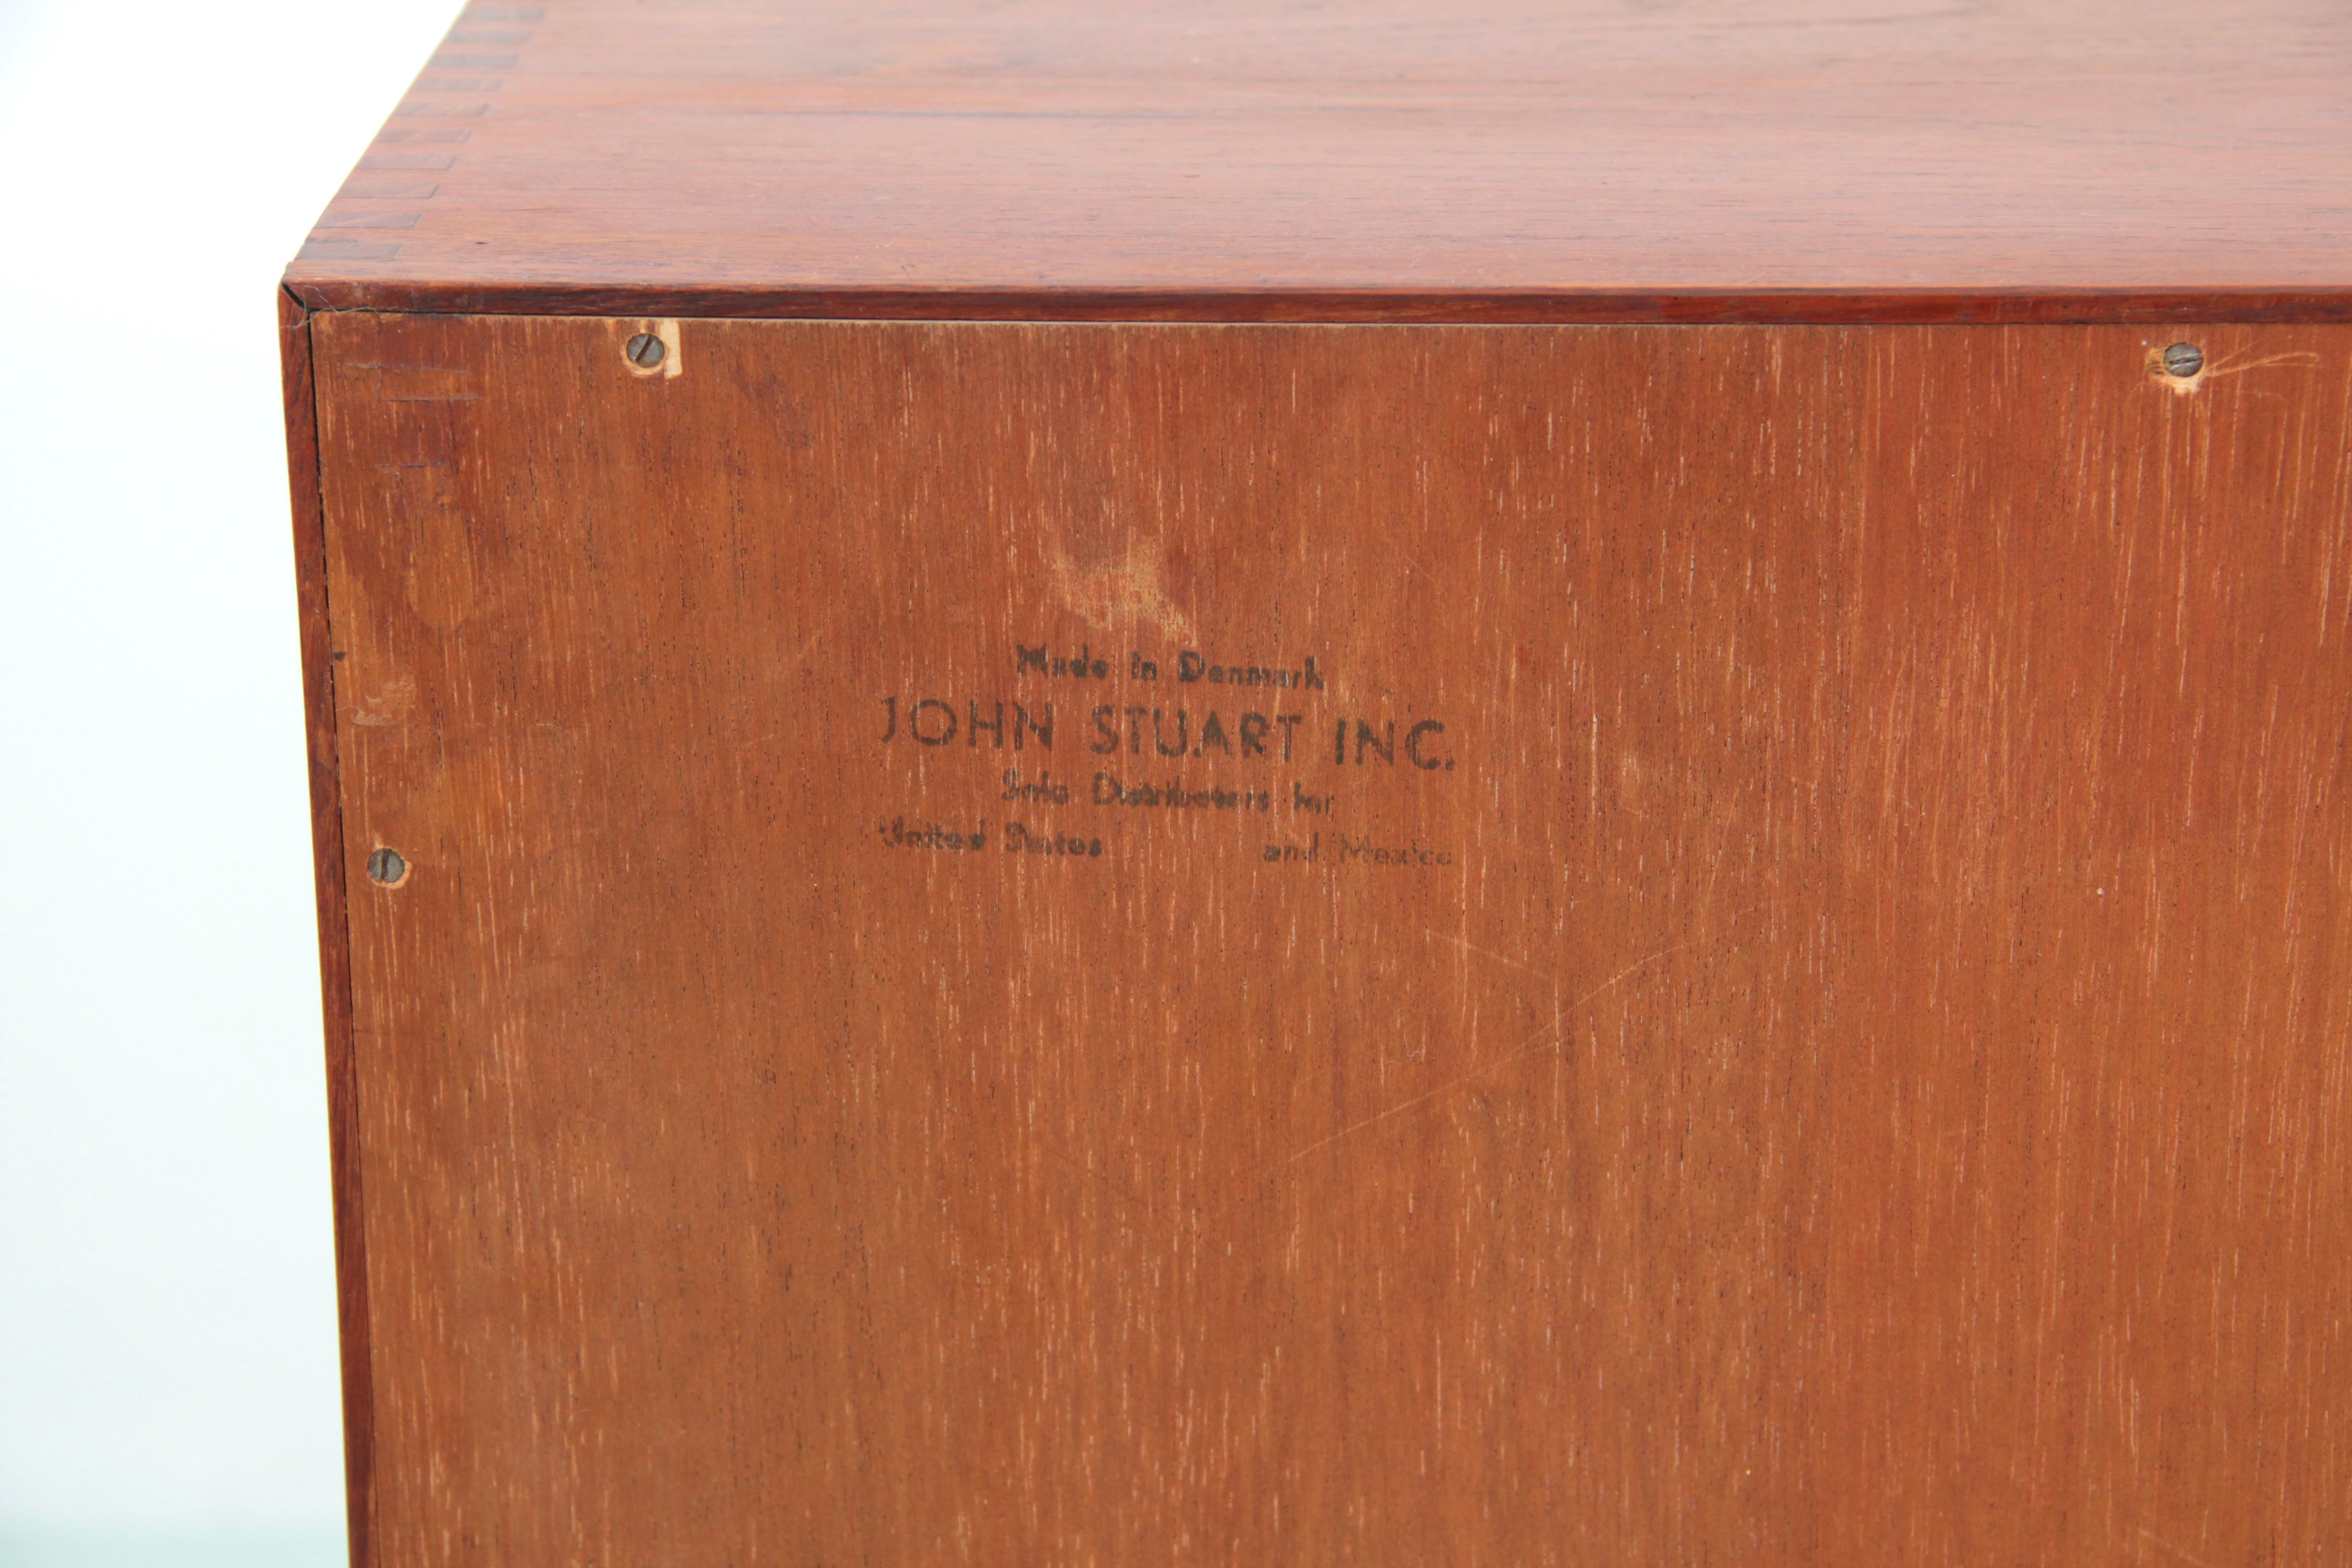 Made in Denmark
JOHN STUART INC.
Sole Distributors for
United States and Mexico